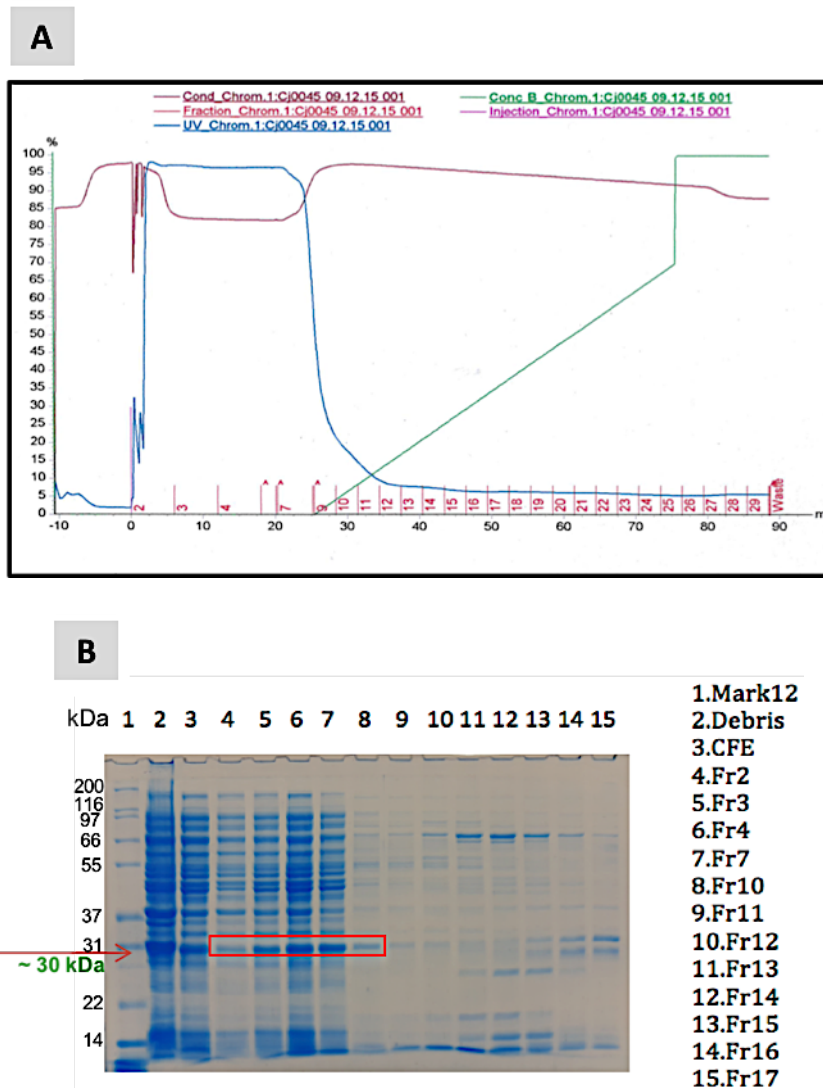 A
Cond_Chrom.1:Cj0045 09.12.15 001
Conc B_Chrom.1:Cj0045 09.12.15 001
Fraction_Chrom.1:Cj0045 09.12.15 001
Injection_Chrom.1:Cj0045 09.12.15 001
UV_Chrom.1:Cj0045 09.12.15 001
%
100
95
90
85
80
75
70
65
60
55
50
45
40
35
30
25
20
15
10
5
0
2 3 4 7 9 10 11 12 13 14 15 16 17 18 19 20 21 22 23 24 25 26 27 28 29 Waste
-10 0 10 20 30 40 50 60 70 80 90 m
B
kDa 1 2 3 4 5 6 7 8 9 10 11 12 13 14 15
200
116
97
66
55
37
31
~ 30 kDa
22
14
1.Mark12
2.Debris
3.CFE
4.Fr2
5.Fr3
6.Fr4
7.Fr7
8.Fr10
9.Fr11
10.Fr12
11.Fr13
12.Fr14
13.Fr15
14.Fr16
15.Fr17